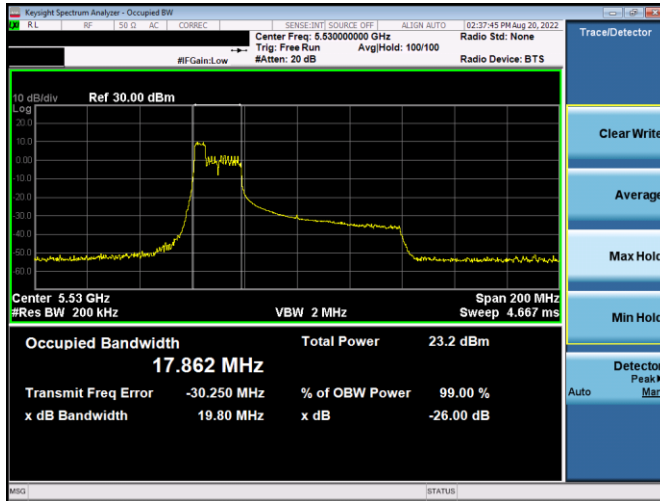 Keysight Spectrum Analyzer - Occupied BW
RL RF 50 Ω AC CORREC SENSE:INT SOURCE OFF ALIGN AUTO 02:37:45 PM Aug 20, 2022
Center Freq: 5.530000000 GHz Radio Std: None
Trig: Free Run Avg|Hold: 100/100
#IFGain:Low #Atten: 20 dB Radio Device: BTS
Trace/Detector
10 dB/div Ref 30.00 dBm
Log
20.0
10.0
0.00
-10.0
-20.0
-30.0
-40.0
-50.0
-60.0
Center 5.53 GHz Span 200 MHz
#Res BW 200 kHz VBW 2 MHz Sweep 4.667 ms
Occupied Bandwidth Total Power 23.2 dBm
17.862 MHz
Transmit Freq Error -30.250 MHz % of OBW Power 99.00 %
x dB Bandwidth 19.80 MHz x dB -26.00 dB
Clear Write
Average
Max Hold
Min Hold
Detector
Peak
Auto Man
MSG STATUS